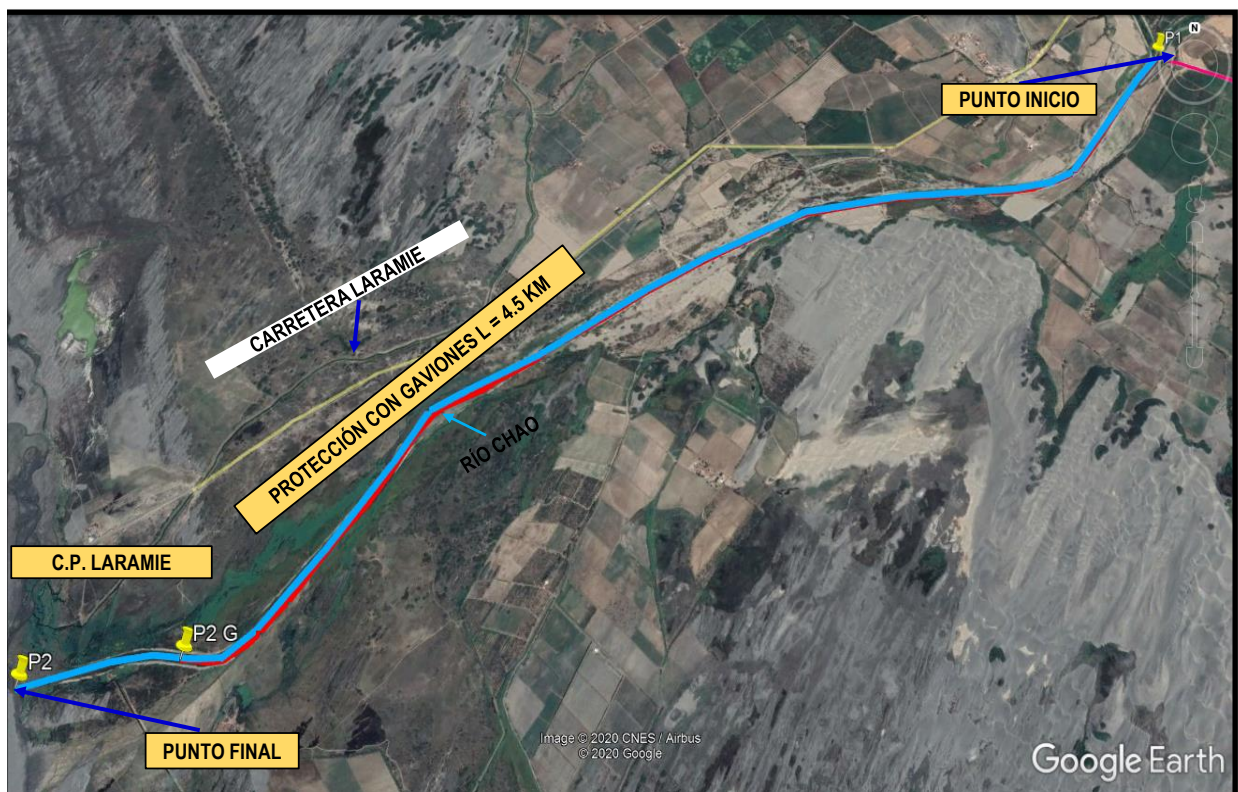 P1
N
PUNTO INICIO
CARRETERA LARAMIE
PROTECCIÓN CON GAVIONES L = 4.5 KM
RÍO CHAO
C.P. LARAMIE
P2 G
P2
PUNTO FINAL
Image © 2020 CNES / Airbus
© 2020 Google
Google Earth